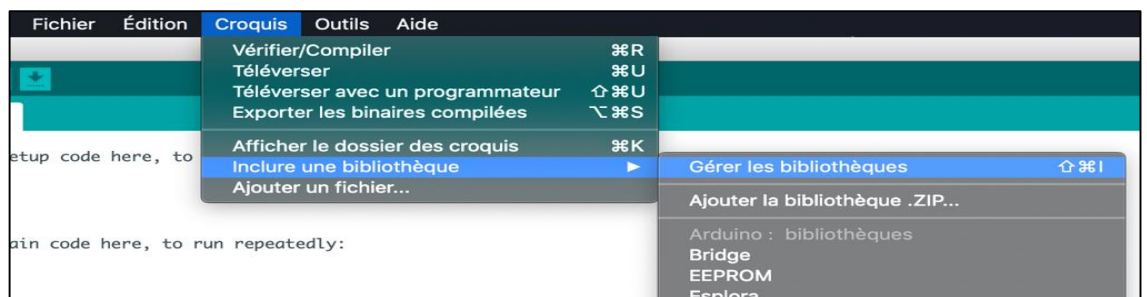 Fichier Édition Croquis Outils Aide
Vérifier/Compiler ⌘R
Téléverser ⌘U
Téléverser avec un programmateur ⇧⌘U
Exporter les binaires compilées ⌥⌘S
Afficher le dossier des croquis ⌘K
etup code here, to
Inclure une bibliothèque ▶
Ajouter un fichier...
Gérer les bibliothèques ⇧⌘I
Ajouter la bibliothèque .ZIP...
Arduino : bibliothèques
Bridge
EEPROM
Esplora
ain code here, to run repeatedly: